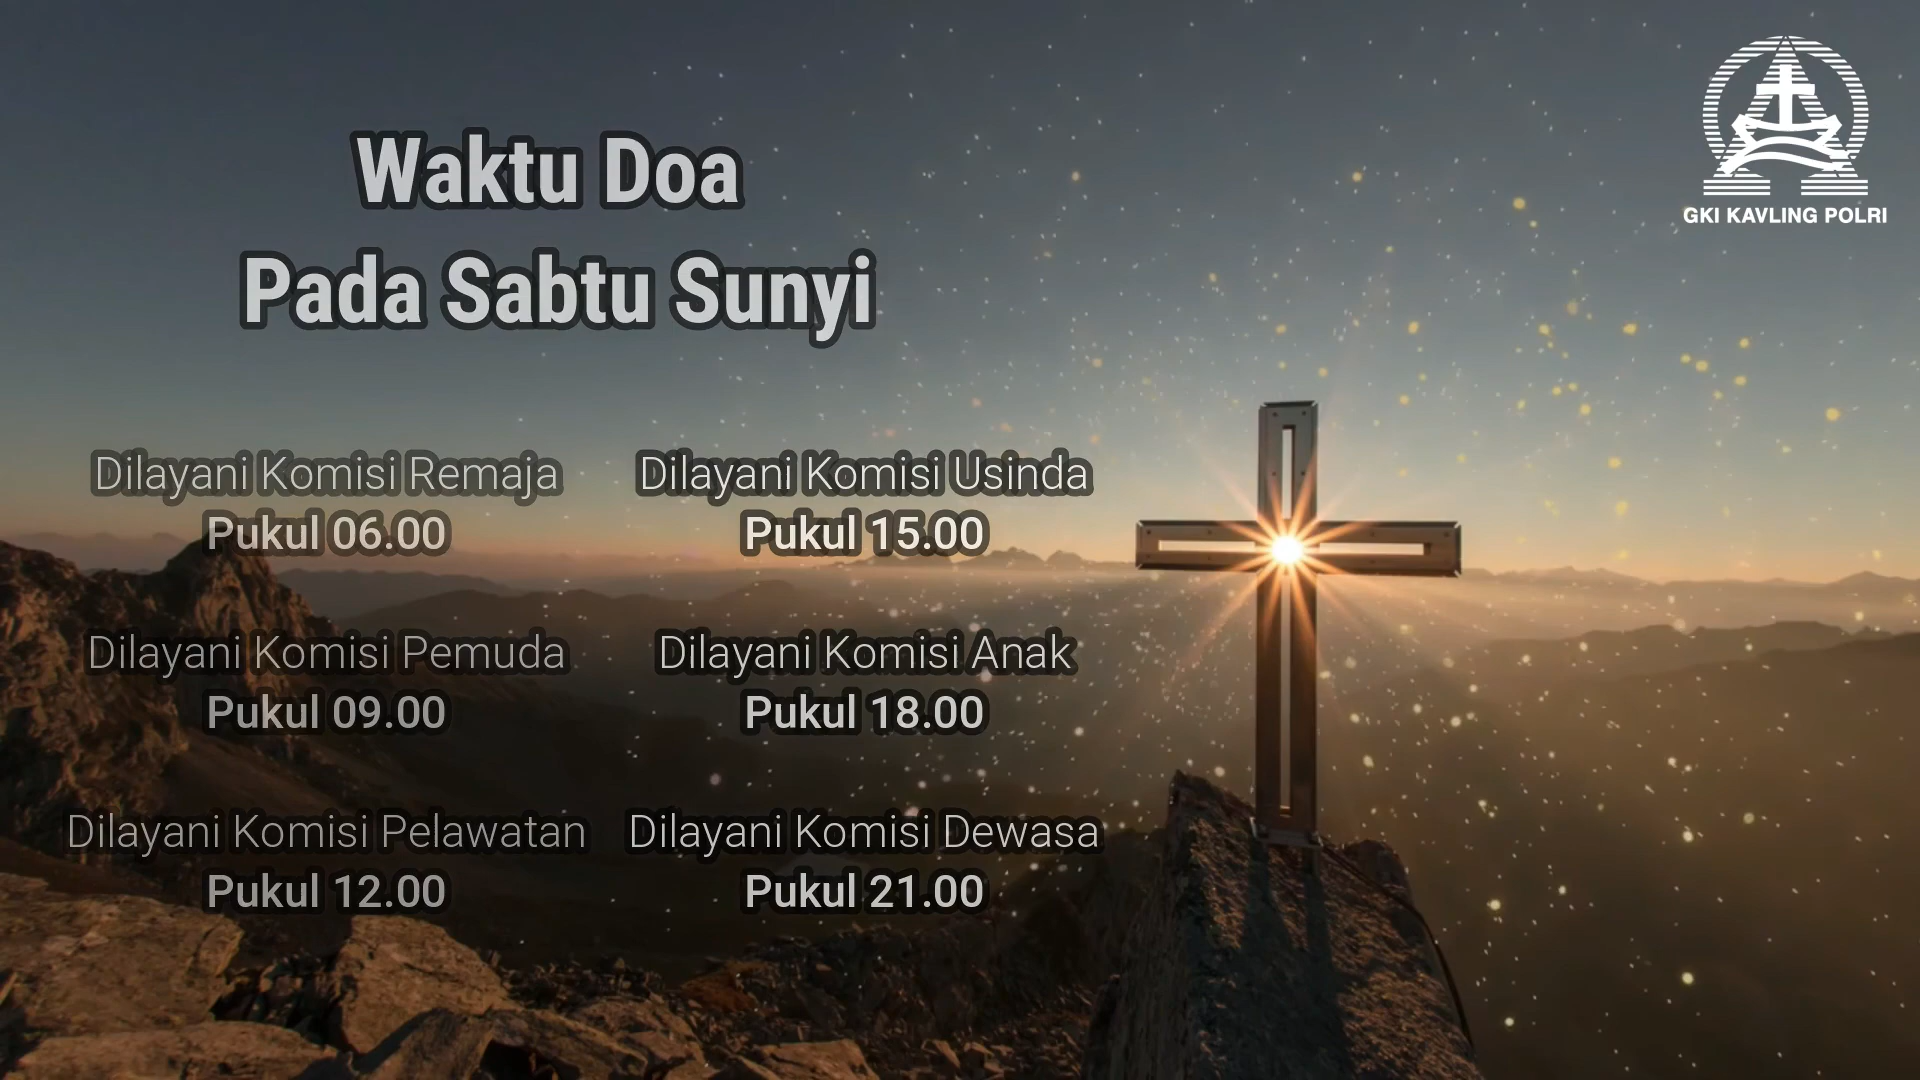 Waktu Doa
Pada Sabtu Sunyi
Dilayani Komisi Remaja
Pukul 06.00
Dilayani Komisi Pemuda
Pukul 09.00
Dilayani Komisi Pelawatan
Pukul 12.00
Dilayani Komisi Usinda
Pukul 15.00
Dilayani Komisi Anak
Pukul 18.00
Dilayani Komisi Dewasa
Pukul 21.00
GKI KAVLING POLRI